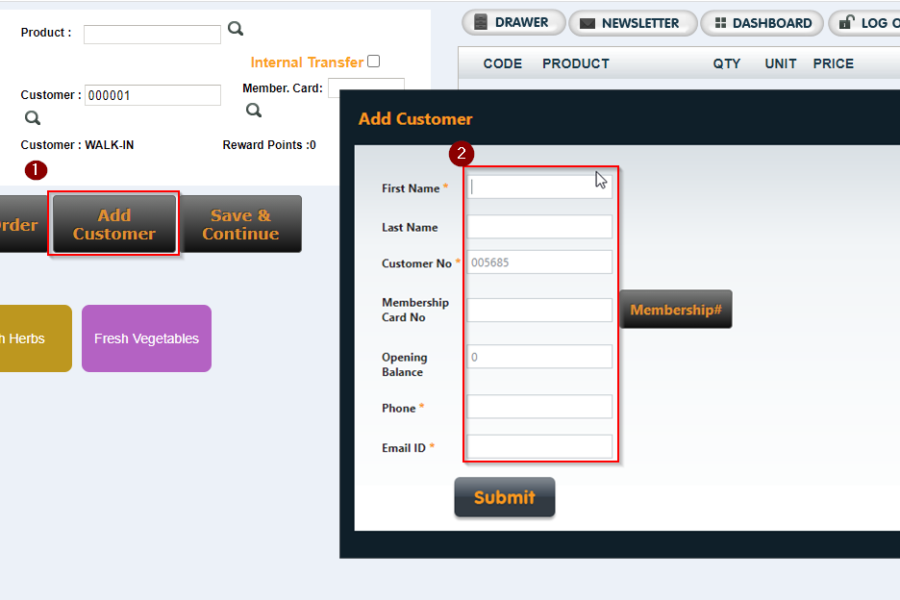 Product :
Internal Transfer
Customer : 000001
Member. Card:
Customer : WALK-IN
Reward Points :0
1
rder
Add
Customer
Save &
Continue
h Herbs
Fresh Vegetables
DRAWER
NEWSLETTER
DASHBOARD
LOG O
CODE
PRODUCT
QTY
UNIT
PRICE
Add Customer
2
First Name *
Last Name
Customer No * 005685
Membership
Card No
Membership#
Opening
Balance
0
Phone *
Email ID *
Submit